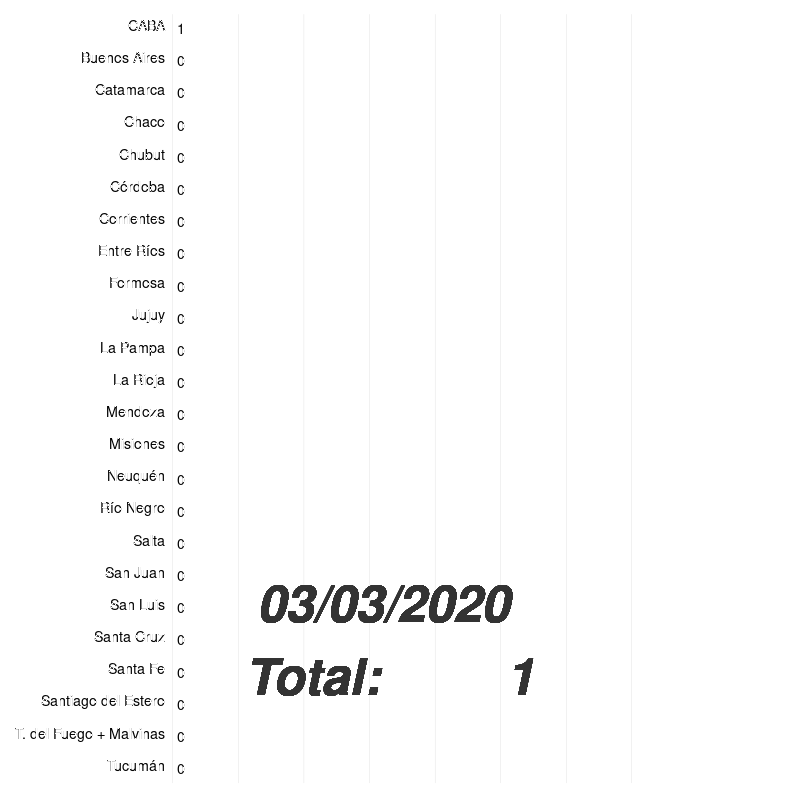 CABA 1
Buenos Aires 0
Catamarca 0
Chaco 0
Chubut 0
Córdoba 0
Corrientes 0
Entre Ríos 0
Formosa 0
Jujuy 0
La Pampa 0
La Rioja 0
Mendoza 0
Misiones 0
Neuquén 0
Río Negro 0
Salta 0
San Juan 0
San Luis 0
Santa Cruz 0
Santa Fe 0
Santiago del Estero 0
T. del Fuego + Malvinas 0
Tucumán 0
03/03/2020
Total: 1